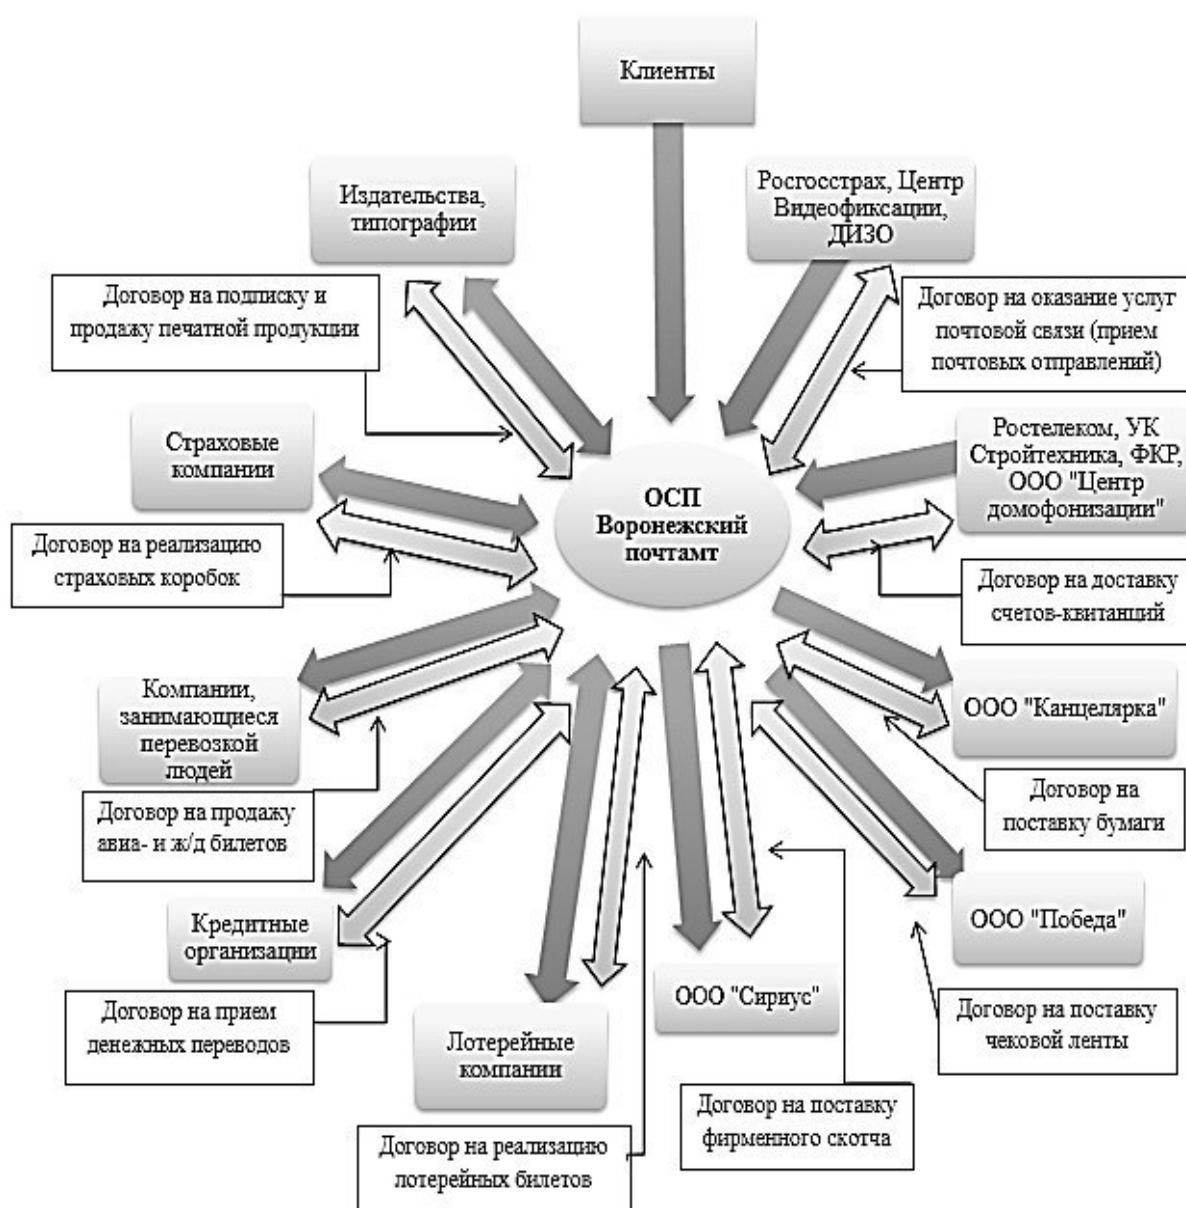 Клиенты
Издательства,
типографии
Росгосстрах, Центр
Видеофиксации,
ДИЗО
Договор на подписку и
продажу печатной продукции
Договор на оказание услуг
почтовой связи (прием
почтовых отправлений)
Страховые
компании
Ростелеком, УК
Стройтехника, ФКР,
ООО "Центр
домофонизации"
ОСП
Воронежский
почтамт
Договор на реализацию
страховых коробок
Договор на доставку
счетов-квитанций
Компании,
занимающиеся
перевозкой
людей
ООО "Канцелярка"
Договор на продажу
авиа- и ж/д билетов
Договор на
поставку бумаги
Кредитные
организации
ООО "Победа"
ООО "Сириус"
Договор на прием
денежных переводов
Договор на поставку
чековой ленты
Лотерейные
компании
Договор на поставку
фирменного скотча
Договор на реализацию
лотерейных билетов